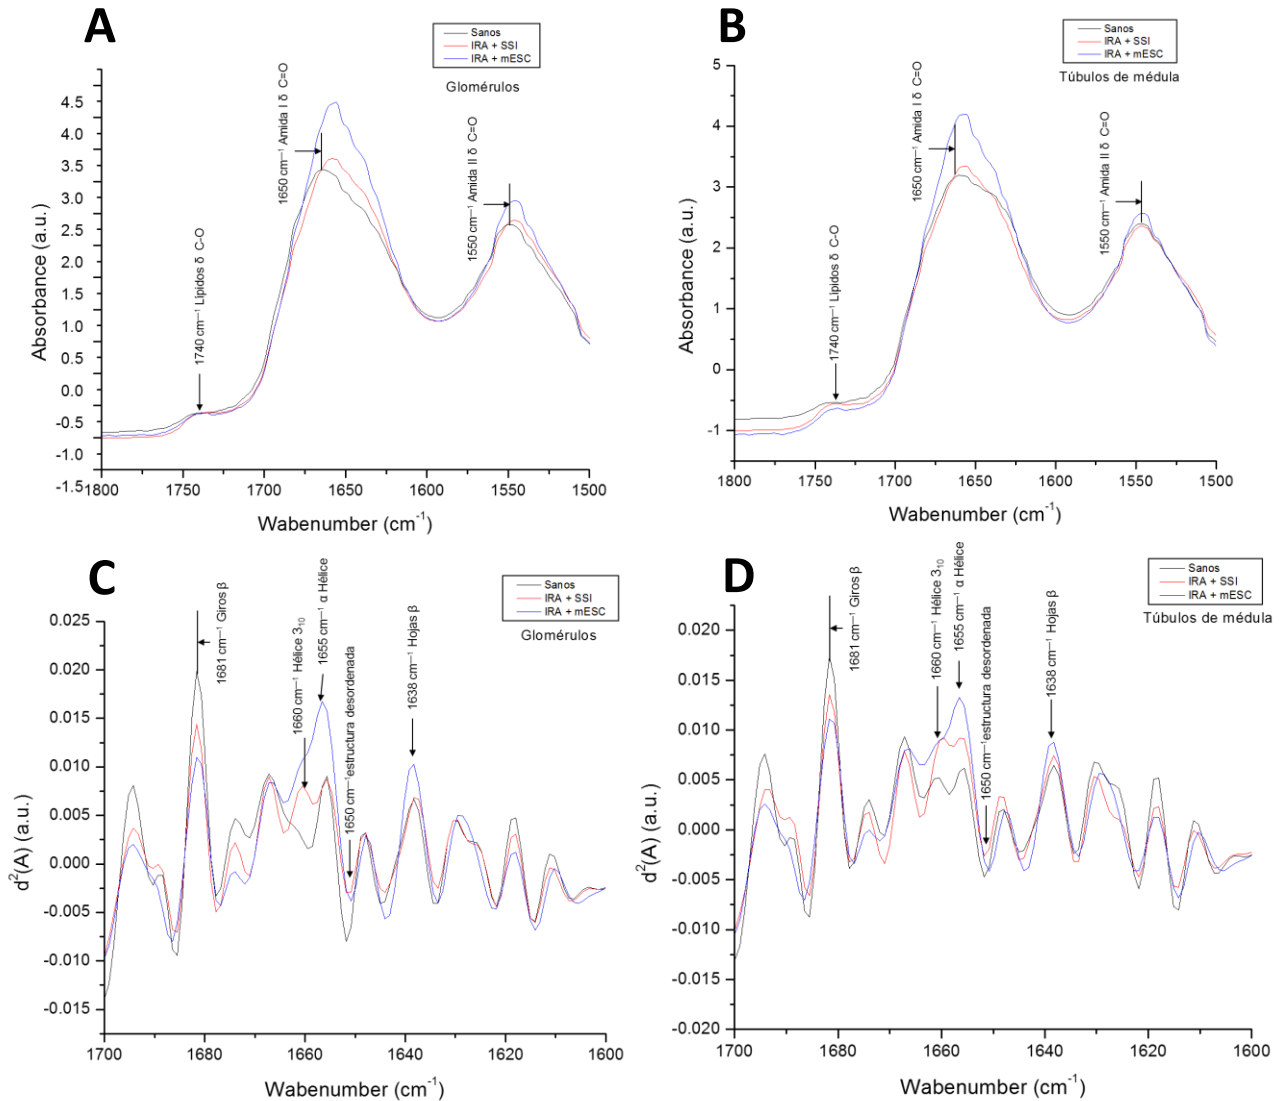 A
Sanos
IRA + SSI
IRA + mESC
Glomérulos
1740 cm—1 Lípidos δ C-O
1650 cm—1 Amida I δ C=O
1550 cm—1 Amida II δ C=O
Absorbance (a.u.)
4.5
4.0
3.5
3.0
2.5
2.0
1.5
1.0
0.5
0.0
-0.5
-1.0
-1.5
1800
1750
1700
1650
1600
1550
1500
Wabenumber (cm-1)
B
Sanos
IRA + SSI
IRA + mESC
Túbulos de médula
1740 cm—1 Lípidos δ C-O
1650 cm—1 Amida I δ C=O
1550 cm—1 Amida II δ C=O
Absorbance (a.u.)
5
4
3
2
1
0
-1
1800
1750
1700
1650
1600
1550
1500
Wabenumber (cm-1)
C
Sanos
IRA + SSI
IRA + mESC
Glomérulos
1681 cm—1 Giros β
1660 cm—1 Hélice 310
1655 cm—1 α Hélice
1650 cm—1estructura desordenada
1638 cm—1 Hojas β
d2(A) (a.u.)
0.025
0.020
0.015
0.010
0.005
0.000
-0.005
-0.010
-0.015
1700
1680
1660
1640
1620
1600
Wabenumber (cm-1)
D
Sanos
IRA + SSI
IRA + mESC
Túbulos de médula
1681 cm—1 Giros β
1660 cm—1 Hélice 310
1655 cm—1 α Hélice
1650 cm—1estructura desordenada
1638 cm—1 Hojas β
d2(A) (a.u.)
0.020
0.015
0.010
0.005
0.000
-0.005
-0.010
-0.015
-0.020
1700
1680
1660
1640
1620
1600
Wabenumber (cm-1)